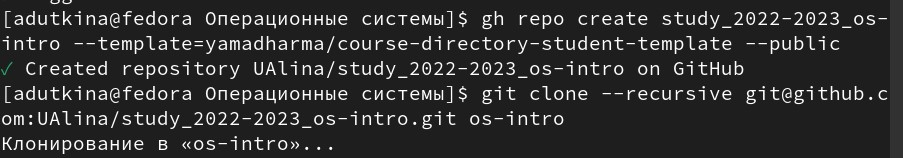 [adutkina@fedora Операционные системы]$ gh repo create study_2022-2023_os-
intro --template=yamadharma/course-directory-student-template --public
✓ Created repository UAlina/study_2022-2023_os-intro on GitHub
[adutkina@fedora Операционные системы]$ git clone --recursive git@github.c
om:UAlina/study_2022-2023_os-intro.git os-intro
Клонирование в «os-intro»...